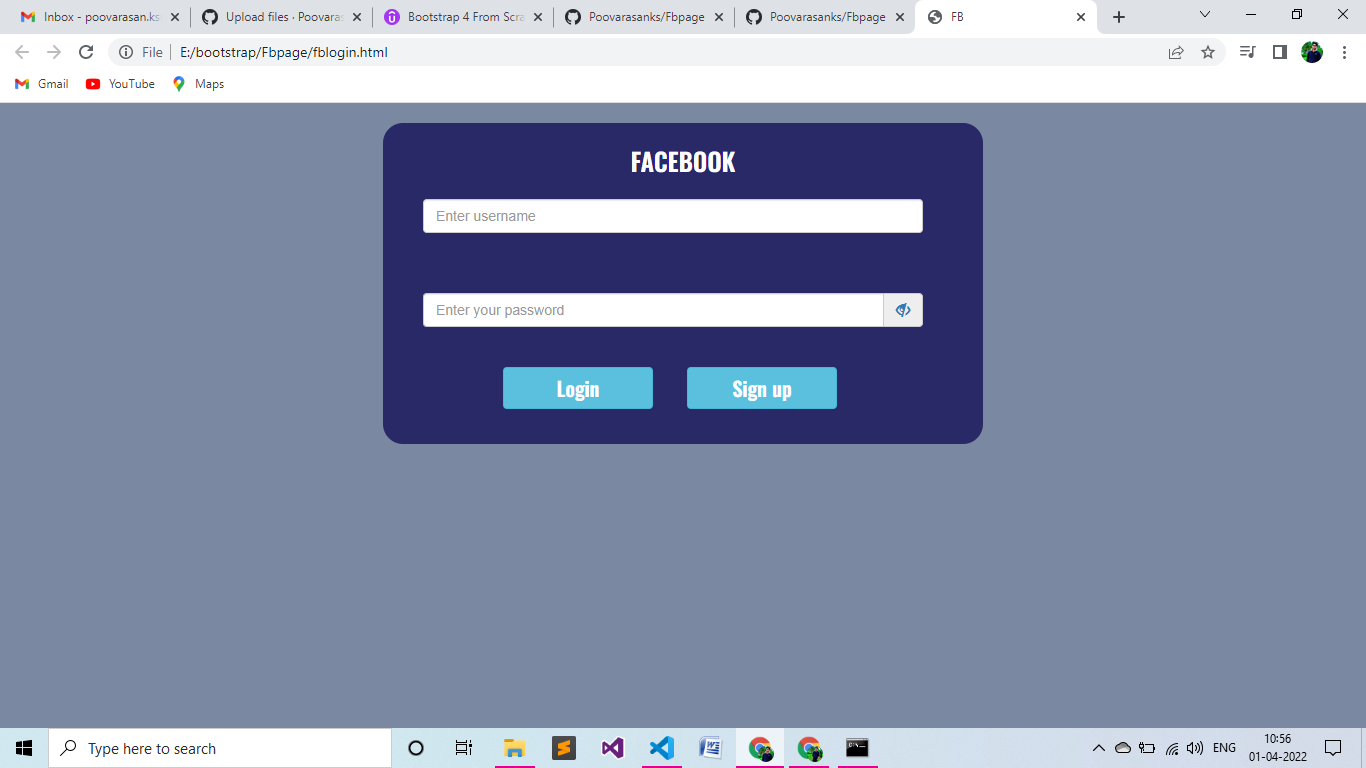 Inbox - poovarasan.ks
Upload files · Poovaras
Bootstrap 4 From Scra
Poovarasanks/Fbpage
Poovarasanks/Fbpage
FB
File
E:/bootstrap/Fbpage/fblogin.html
Gmail
YouTube
Maps
FACEBOOK
Enter username
Enter your password
Login
Sign up
Type here to search
ENG
10:56
01-04-2022